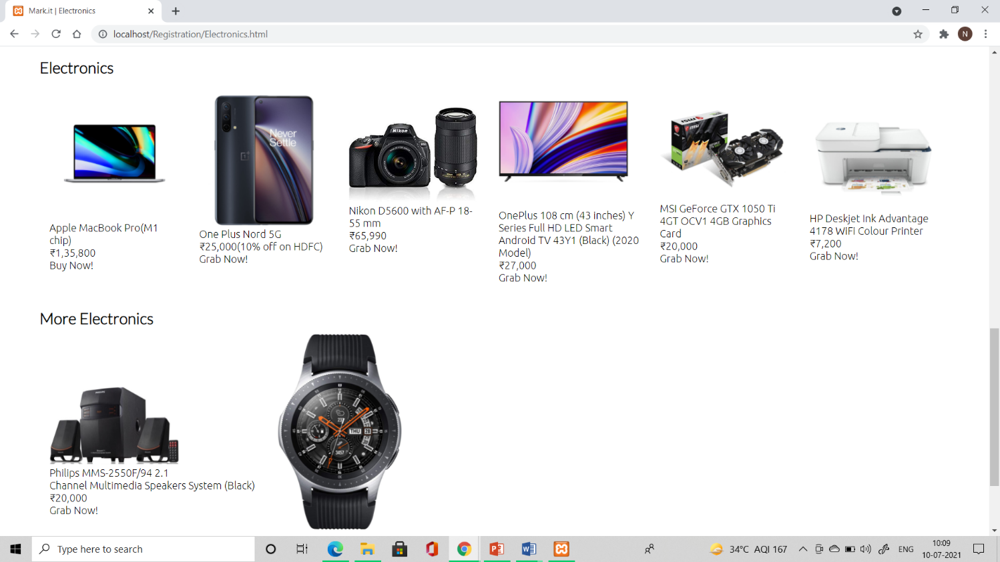 Mark.it | Electronics
localhost/Registration/Electronics.html
N
Electronics
Never
Settle
Nikon
msi
Apple MacBook Pro(M1
chip)
₹1,35,800
Buy Now!
One Plus Nord 5G
₹25,000(10% off on HDFC)
Grab Now!
Nikon D5600 with AF-P 18-
55 mm
₹65,990
Grab Now!
OnePlus 108 cm (43 inches) Y
Series Full HD LED Smart
Android TV 43Y1 (Black) (2020
Model)
₹27,000
Grab Now!
MSI GeForce GTX 1050 Ti
4GT OCV1 4GB Graphics
Card
₹20,000
Grab Now!
HP Deskjet Ink Advantage
4178 WiFi Colour Printer
₹7,200
Grab Now!
More Electronics
PHILIPS
THU 28
3457
Philips MMS-2550F/94 2.1
Channel Multimedia Speakers System (Black)
₹20,000
Grab Now!
Type here to search
34°C AQI 167
ENG
10:09
10-07-2021